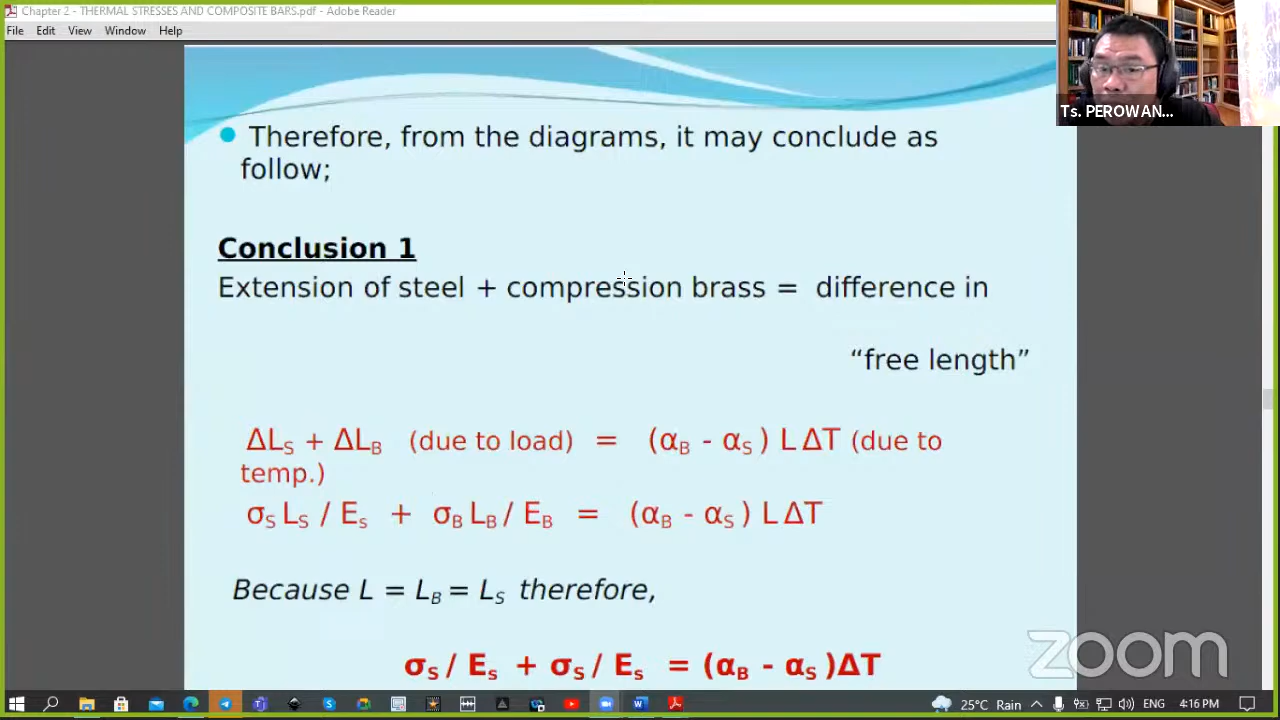 Chapter 2 - THERMAL STRESSES AND COMPOSITE BARS.pdf - Adobe Reader
File Edit View Window Help
Ts. PEROWAN...
Therefore, from the diagrams, it may conclude as
follow;
Conclusion 1
Extension of steel + compression brass = difference in
“free length”
ΔLS + ΔLB (due to load) = (αB - αS ) L ΔT (due to
temp.)
σS LS / Es + σB LB / EB = (αB - αS ) L ΔT
Because L = LB = LS therefore,
σS / Es + σS / Es = (αB - αS )ΔT
zoom
25°C Rain ENG 4:16 PM